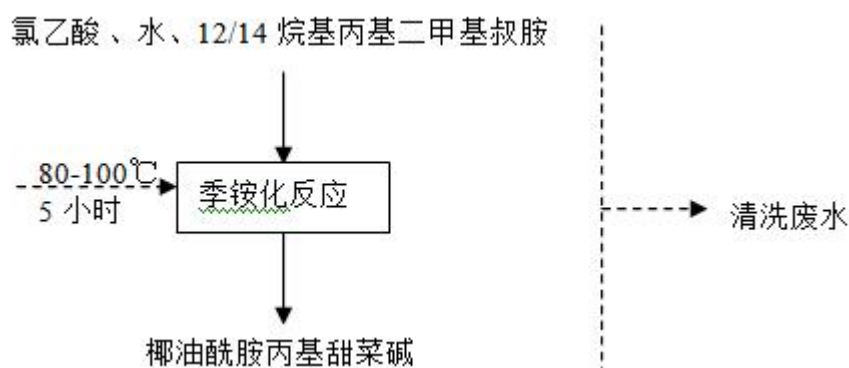 氯乙酸、水、12/14 烷基丙基二甲基叔胺
80-100℃
5 小时
季铵化反应
清洗废水
椰油酰胺丙基甜菜碱